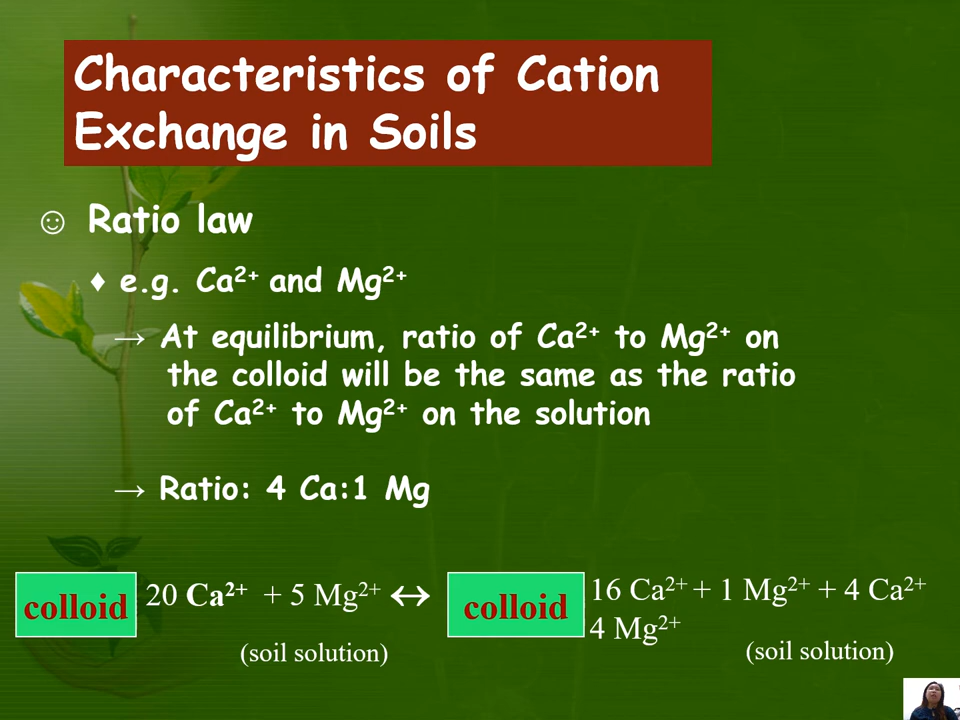 Characteristics of Cation
Exchange in Soils
☺ Ratio law
♦ e.g. Ca²⁺ and Mg²⁺
→ At equilibrium, ratio of Ca²⁺ to Mg²⁺ on
the colloid will be the same as the ratio
of Ca²⁺ to Mg²⁺ on the solution
→ Ratio: 4 Ca:1 Mg
colloid 20 Ca²⁺ + 5 Mg²⁺ ↔ colloid 16 Ca²⁺ + 1 Mg²⁺ + 4 Ca²⁺
4 Mg²⁺
(soil solution) (soil solution)